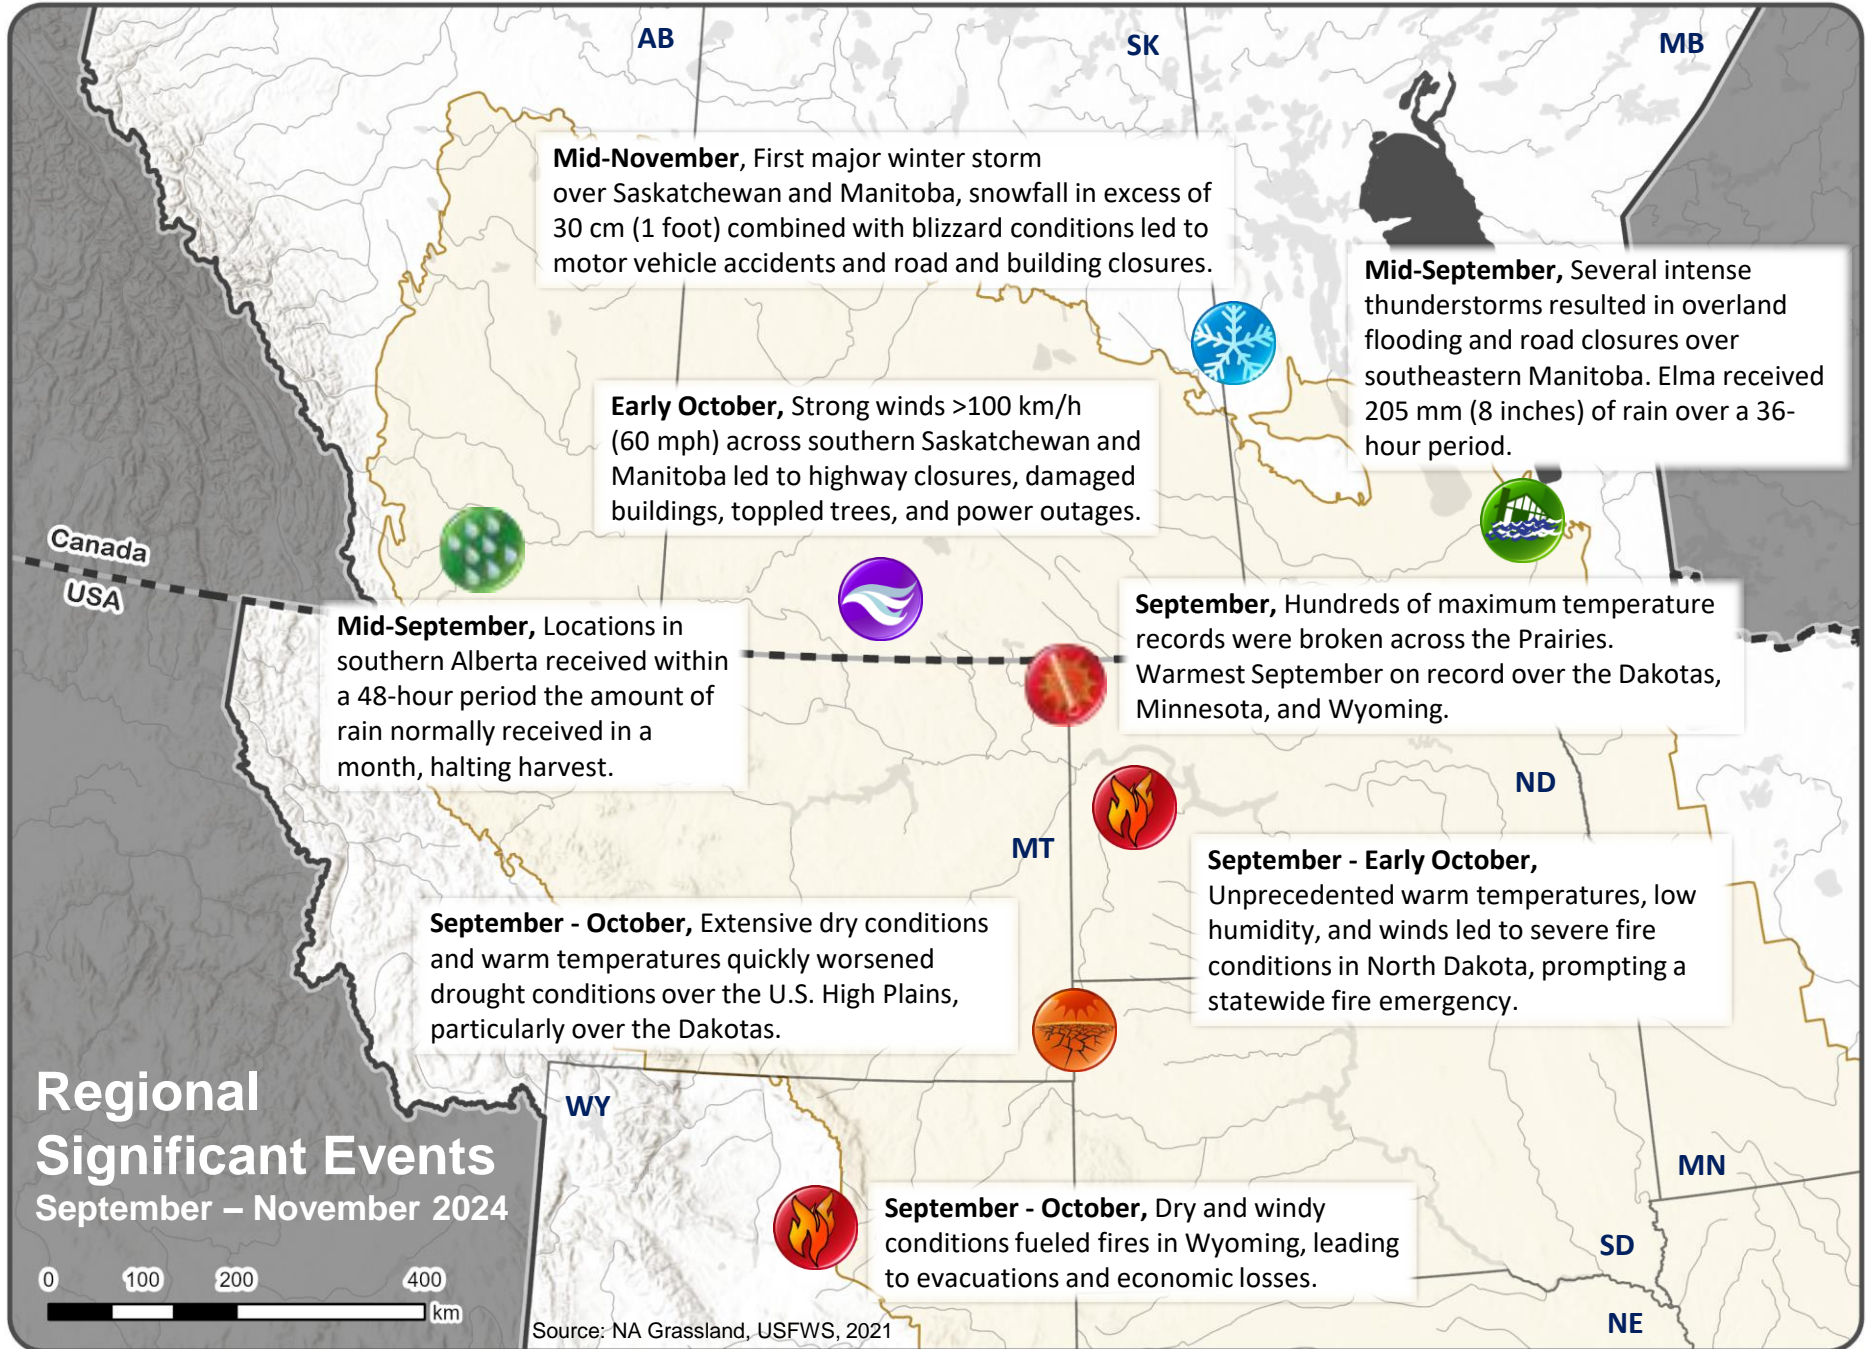 AB
SK
MB
Mid-November, First major winter storm
over Saskatchewan and Manitoba, snowfall in excess of
30 cm (1 foot) combined with blizzard conditions led to
motor vehicle accidents and road and building closures.
Mid-September, Several intense
thunderstorms resulted in overland
flooding and road closures over
southeastern Manitoba. Elma received
205 mm (8 inches) of rain over a 36-
hour period.
Early October, Strong winds >100 km/h
(60 mph) across southern Saskatchewan and
Manitoba led to highway closures, damaged
buildings, toppled trees, and power outages.
Canada
USA
Mid-September, Locations in
southern Alberta received within
a 48-hour period the amount of
rain normally received in a
month, halting harvest.
September, Hundreds of maximum temperature
records were broken across the Prairies.
Warmest September on record over the Dakotas,
Minnesota, and Wyoming.
ND
MT
September - Early October,
Unprecedented warm temperatures, low
humidity, and winds led to severe fire
conditions in North Dakota, prompting a
statewide fire emergency.
September - October, Extensive dry conditions
and warm temperatures quickly worsened
drought conditions over the U.S. High Plains,
particularly over the Dakotas.
Regional
Significant Events
September – November 2024
WY
MN
September - October, Dry and windy
conditions fueled fires in Wyoming, leading
to evacuations and economic losses.
SD
NE
0 100 200 400
km
Source: NA Grassland, USFWS, 2021